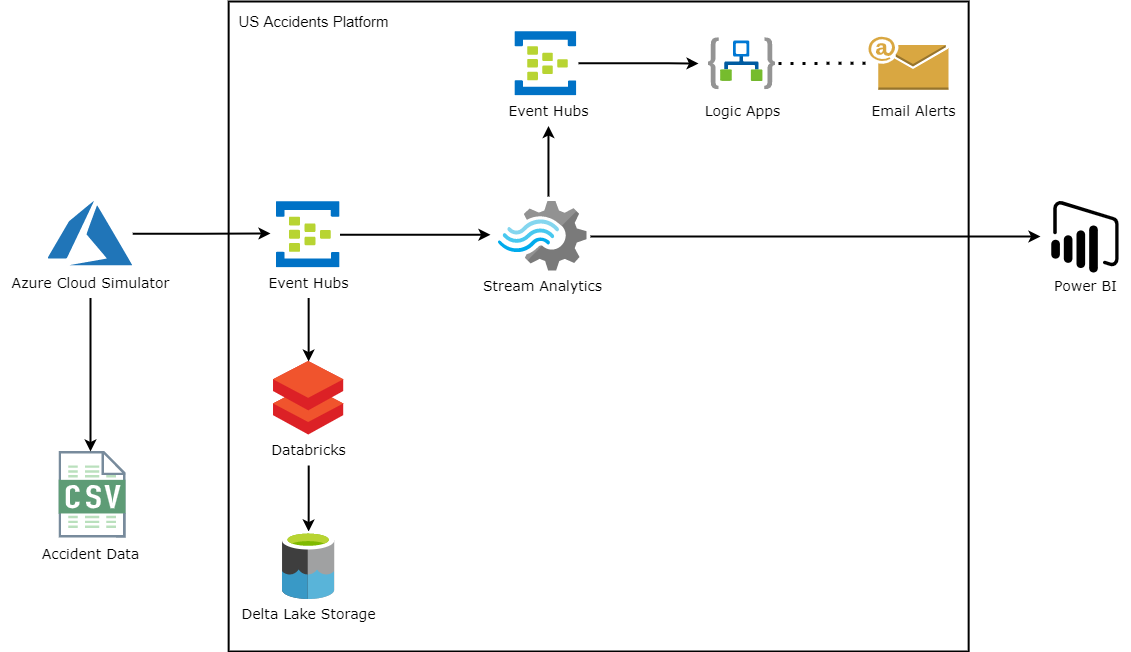 US Accidents Platform
Event Hubs
Logic Apps
@
Email Alerts
Azure Cloud Simulator
Event Hubs
Stream Analytics
Power BI
Databricks
CSV
Accident Data
Delta Lake Storage